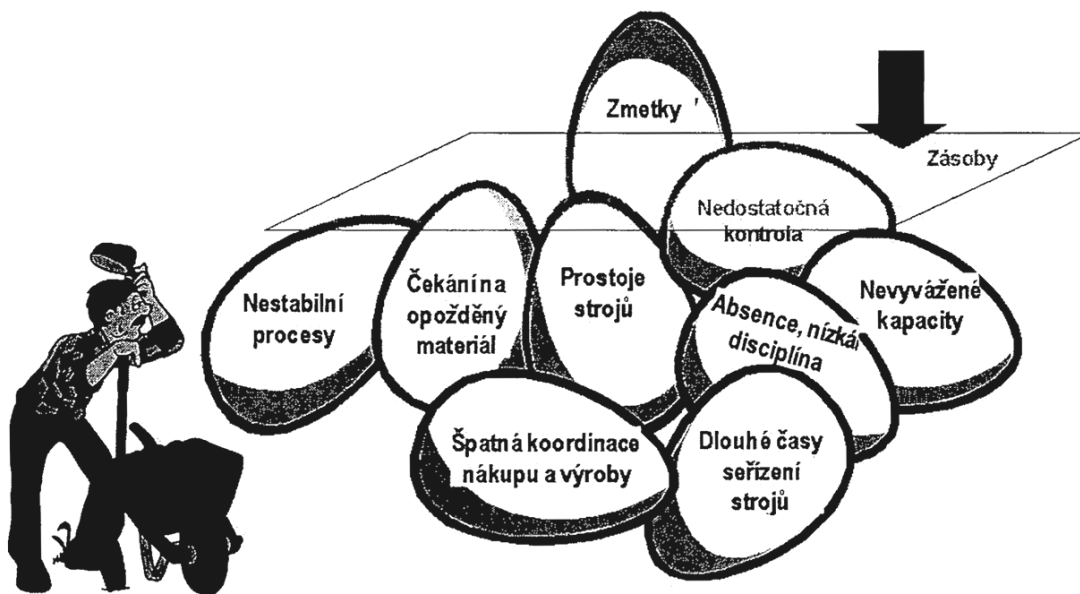 Zmetky
Zásoby
Nedostatočná
kontrola
Nestabilní
procesy
Čekání na
opožděný
materiál
Prostoje
strojů
Absence, nízká
disciplína
Nevyvážené
kapacity
Špatná koordinace
nákupu a výroby
Dlouhé časy
seřízení
strojů